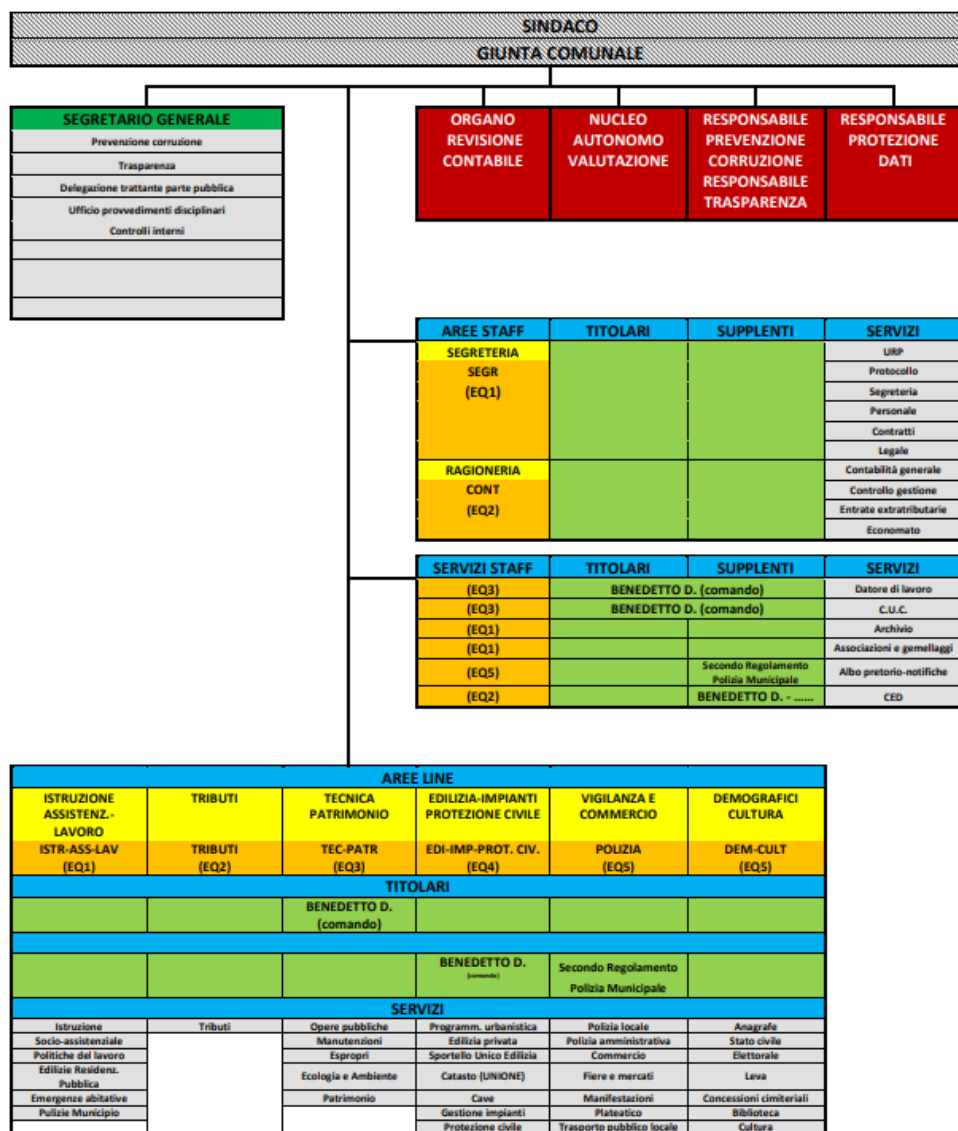 SINDACO
GIUNTA COMUNALE
SEGRETARIO GENERALE
Prevenzione corruzione
Trasparenza
Delegazione trattante parte pubblica
Ufficio provvedimenti disciplinari
Controlli interni
ORGANO
REVISIONE
CONTABILE
NUCLEO
AUTONOMO
VALUTAZIONE
RESPONSABILE
PREVENZIONE
CORRUZIONE
RESPONSABILE
TRASPARENZA
RESPONSABILE
PROTEZIONE
DATI
AREE STAFF TITOLARI SUPPLENTI SERVIZI
SEGRETERIA
SEGR
(EQ1)
URP
Protocollo
Segreteria
Personale
Contratti
Legale
RAGIONERIA
CONT
(EQ2)
Contabilità generale
Controllo gestione
Entrate extratributarie
Economato
SERVIZI STAFF TITOLARI SUPPLENTI SERVIZI
(EQ3) BENEDETTO D. (comando) Datore di lavoro
(EQ3) BENEDETTO D. (comando) C.U.C.
(EQ1) Archivio
(EQ1) Associazioni e gemellaggi
(EQ5) Secondo Regolamento
Polizia Municipale
Albo pretorio-notifiche
(EQ2) BENEDETTO D. - ...... CED
AREE LINE
ISTRUZIONE
ASSISTENZ.-
LAVORO
TRIBUTI
TECNICA
PATRIMONIO
EDILIZIA-IMPIANTI
PROTEZIONE CIVILE
VIGILANZA E
COMMERCIO
DEMOGRAFICI
CULTURA
ISTR-ASS-LAV
(EQ1)
TRIBUTI
(EQ2)
TEC-PATR
(EQ3)
EDI-IMP-PROT. CIV.
(EQ4)
POLIZIA
(EQ5)
DEM-CULT
(EQ5)
TITOLARI
BENEDETTO D.
(comando)
BENEDETTO D.
(comando)
Secondo Regolamento
Polizia Municipale
SERVIZI
Istruzione
Socio-assistenziale
Politiche del lavoro
Edilizie Residenz.
Pubblica
Emergenze abitative
Pulizie Municipio
Tributi
Opere pubbliche
Manutenzioni
Espropri
Ecologia e Ambiente
Patrimonio
Programm. urbanistica
Edilizia privata
Sportello Unico Edilizia
Catasto (UNIONE)
Cave
Gestione impianti
Protezione civile
Polizia locale
Polizia amministrativa
Commercio
Fiere e mercati
Manifestazioni
Plateatico
Trasporto pubblico locale
Anagrafe
Stato civile
Elettorale
Leva
Concessioni cimiteriali
Biblioteca
Cultura